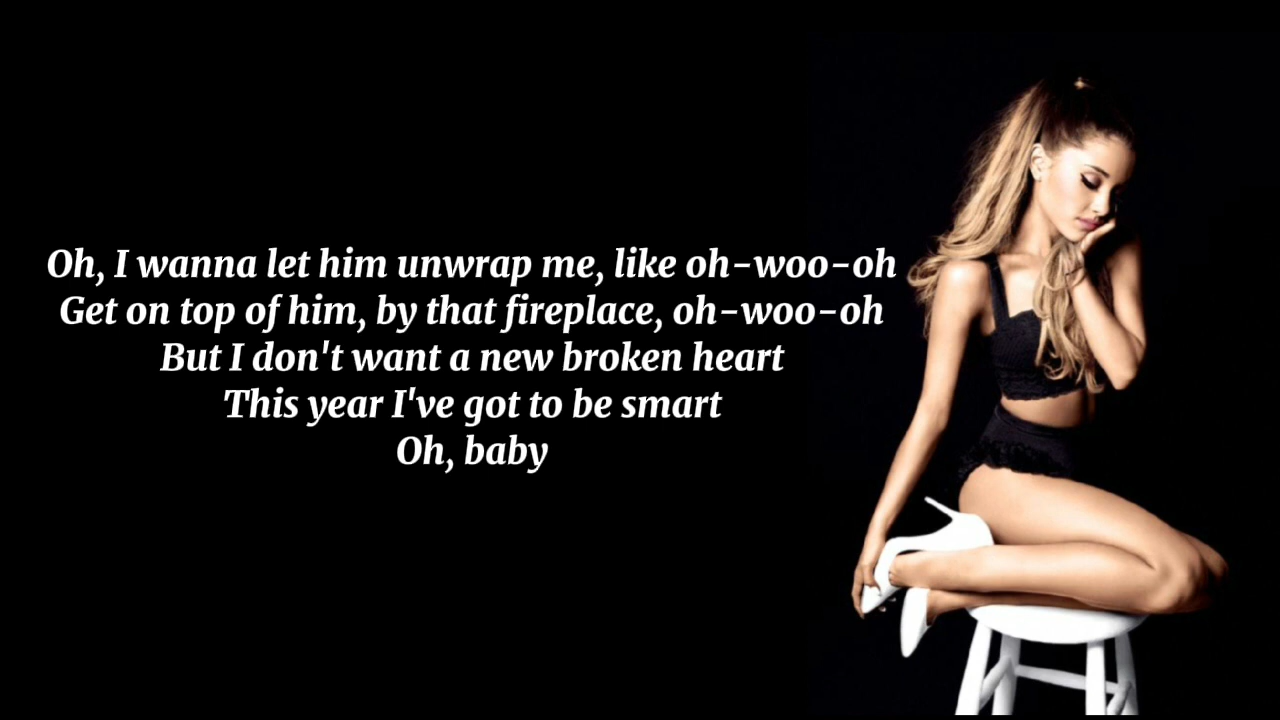 Oh, I wanna let him unwrap me, like oh-woo-oh
Get on top of him, by that fireplace, oh-woo-oh
But I don't want a new broken heart
This year I've got to be smart
Oh, baby